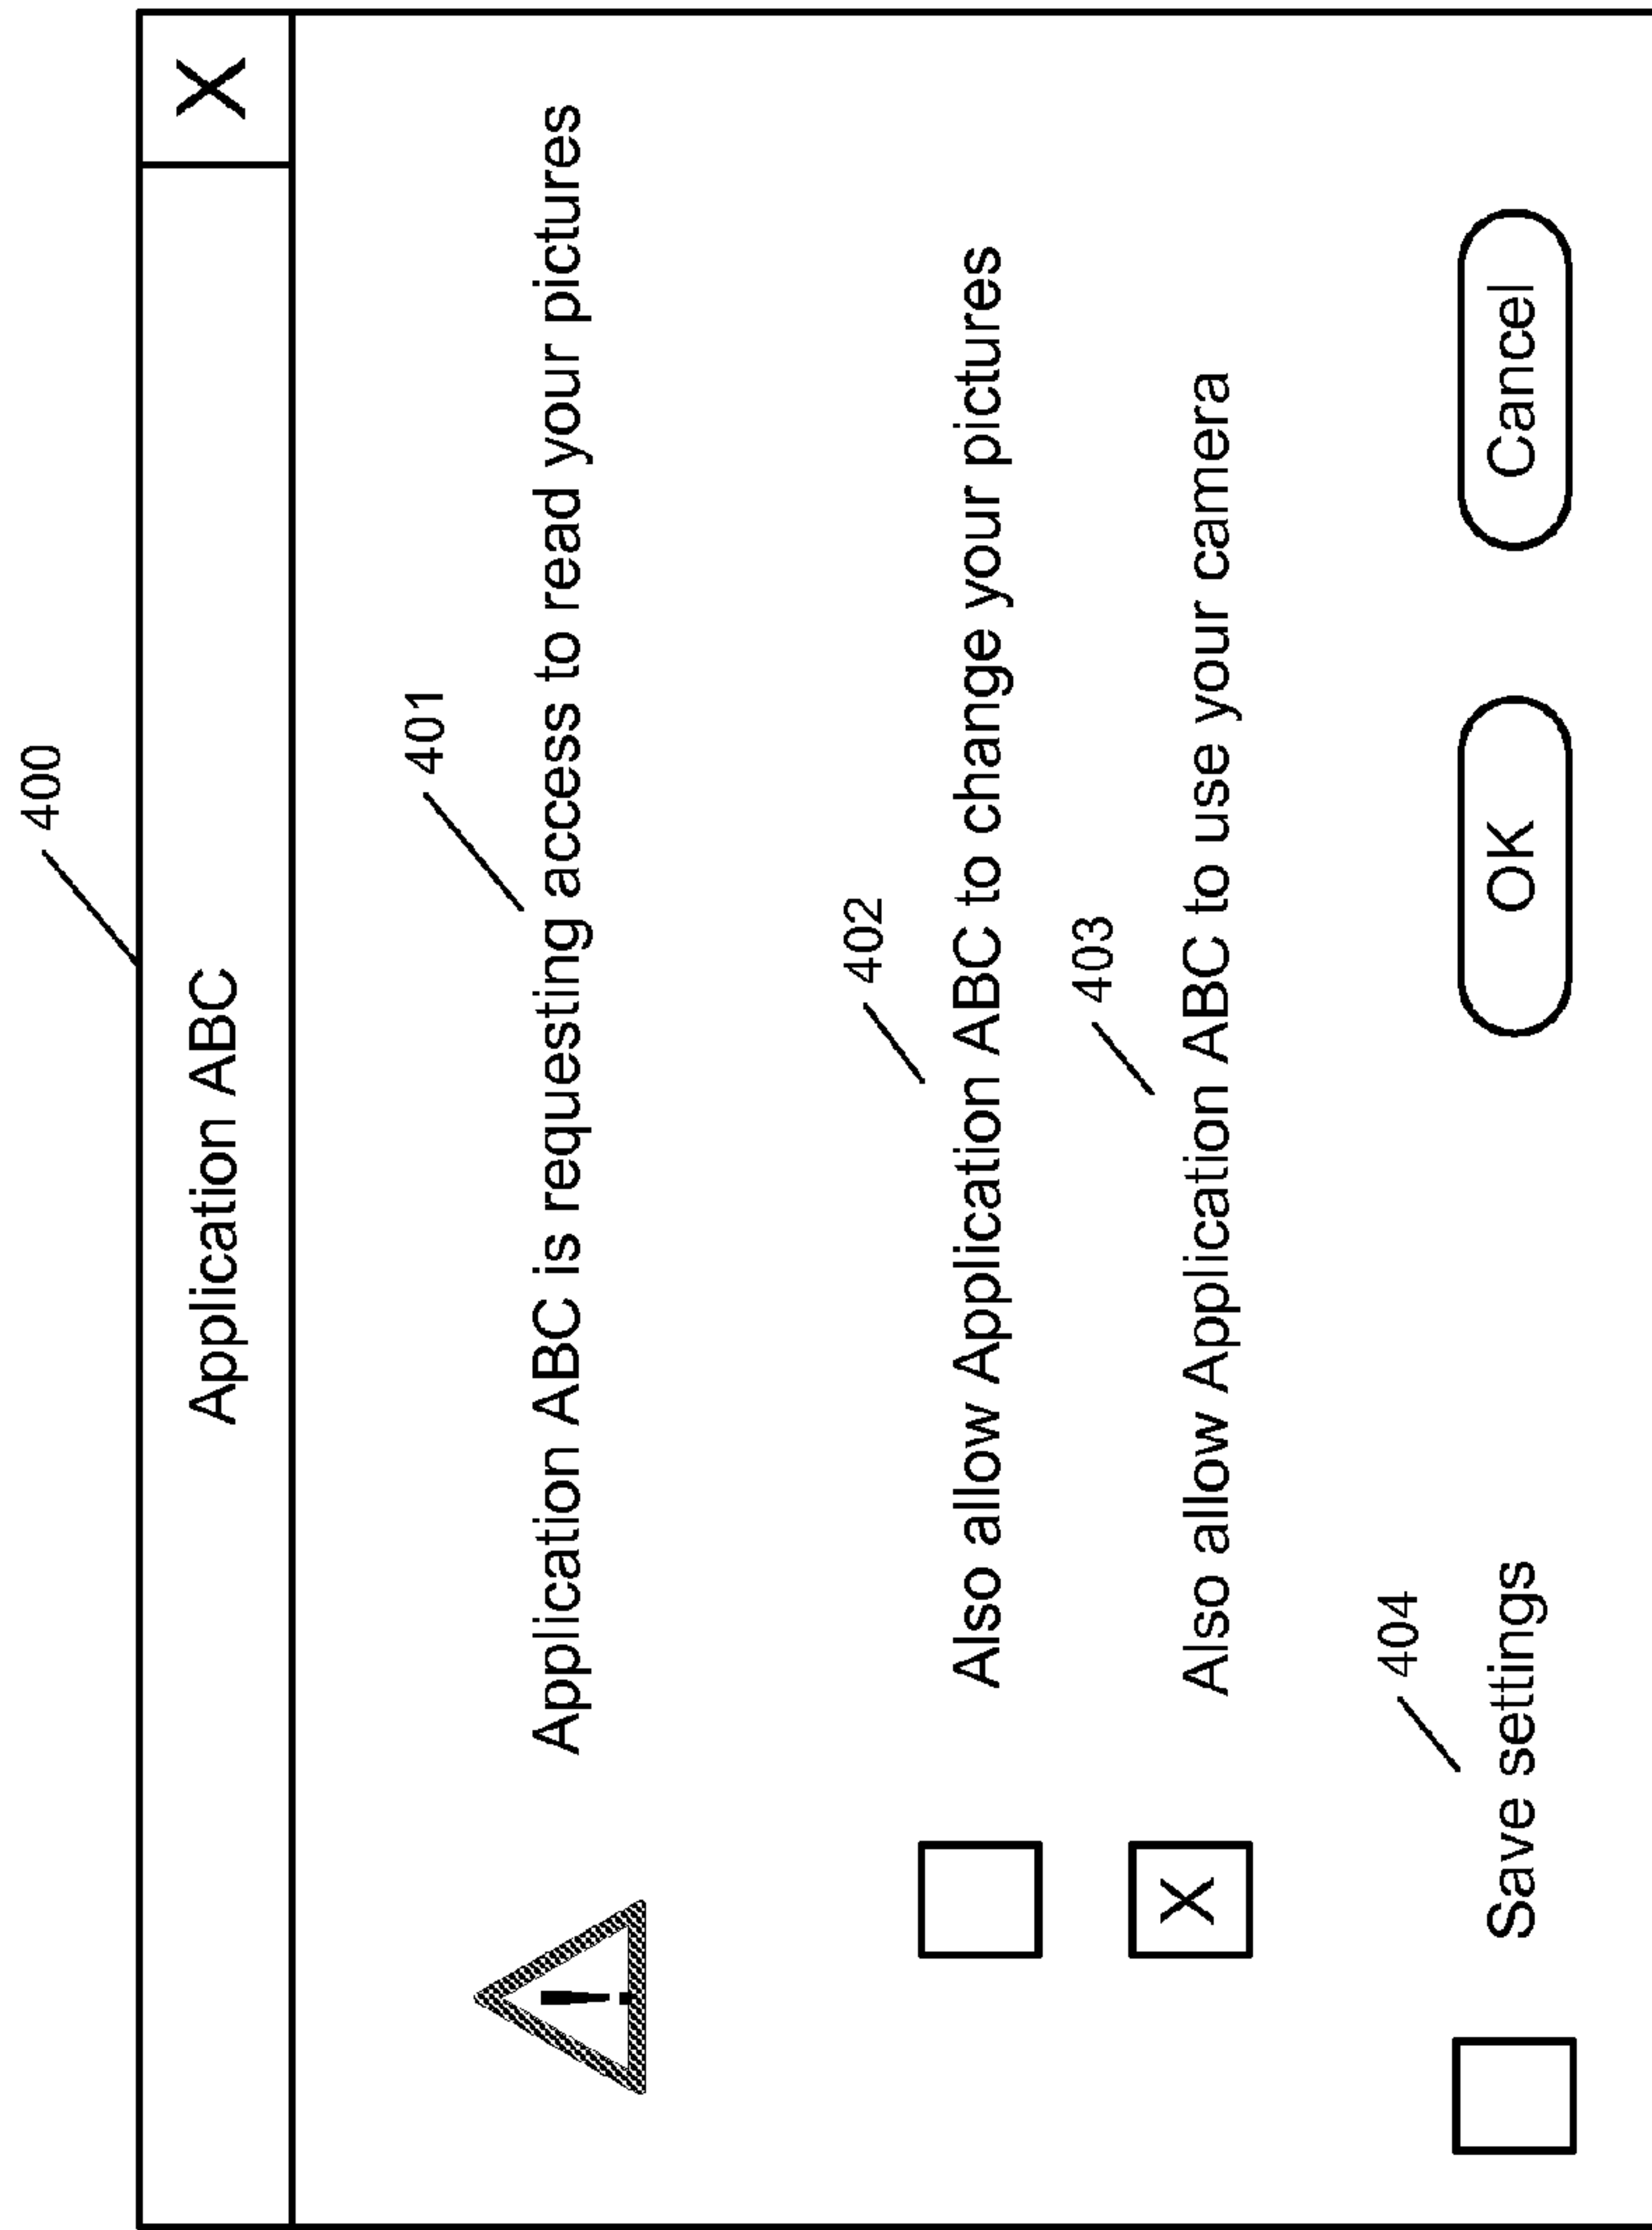 400
Application ABC X
401
Application ABC is requesting access to read your pictures
402
Also allow Application ABC to change your pictures
403
X Also allow Application ABC to use your camera
404
Save settings OK Cancel